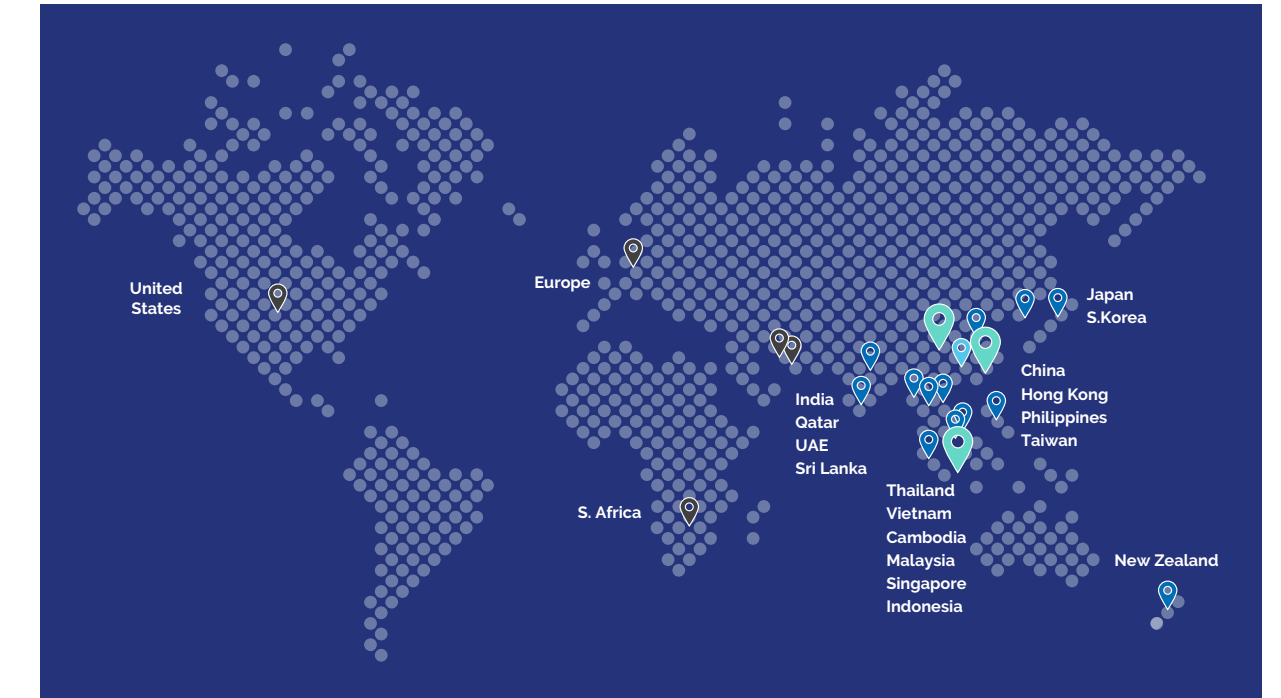 United
States
Europe
Japan
S.Korea
China
Hong Kong
Philippines
Taiwan
India
Qatar
UAE
Sri Lanka
S. Africa
Thailand
Vietnam
Cambodia
Malaysia
Singapore
Indonesia
New Zealand